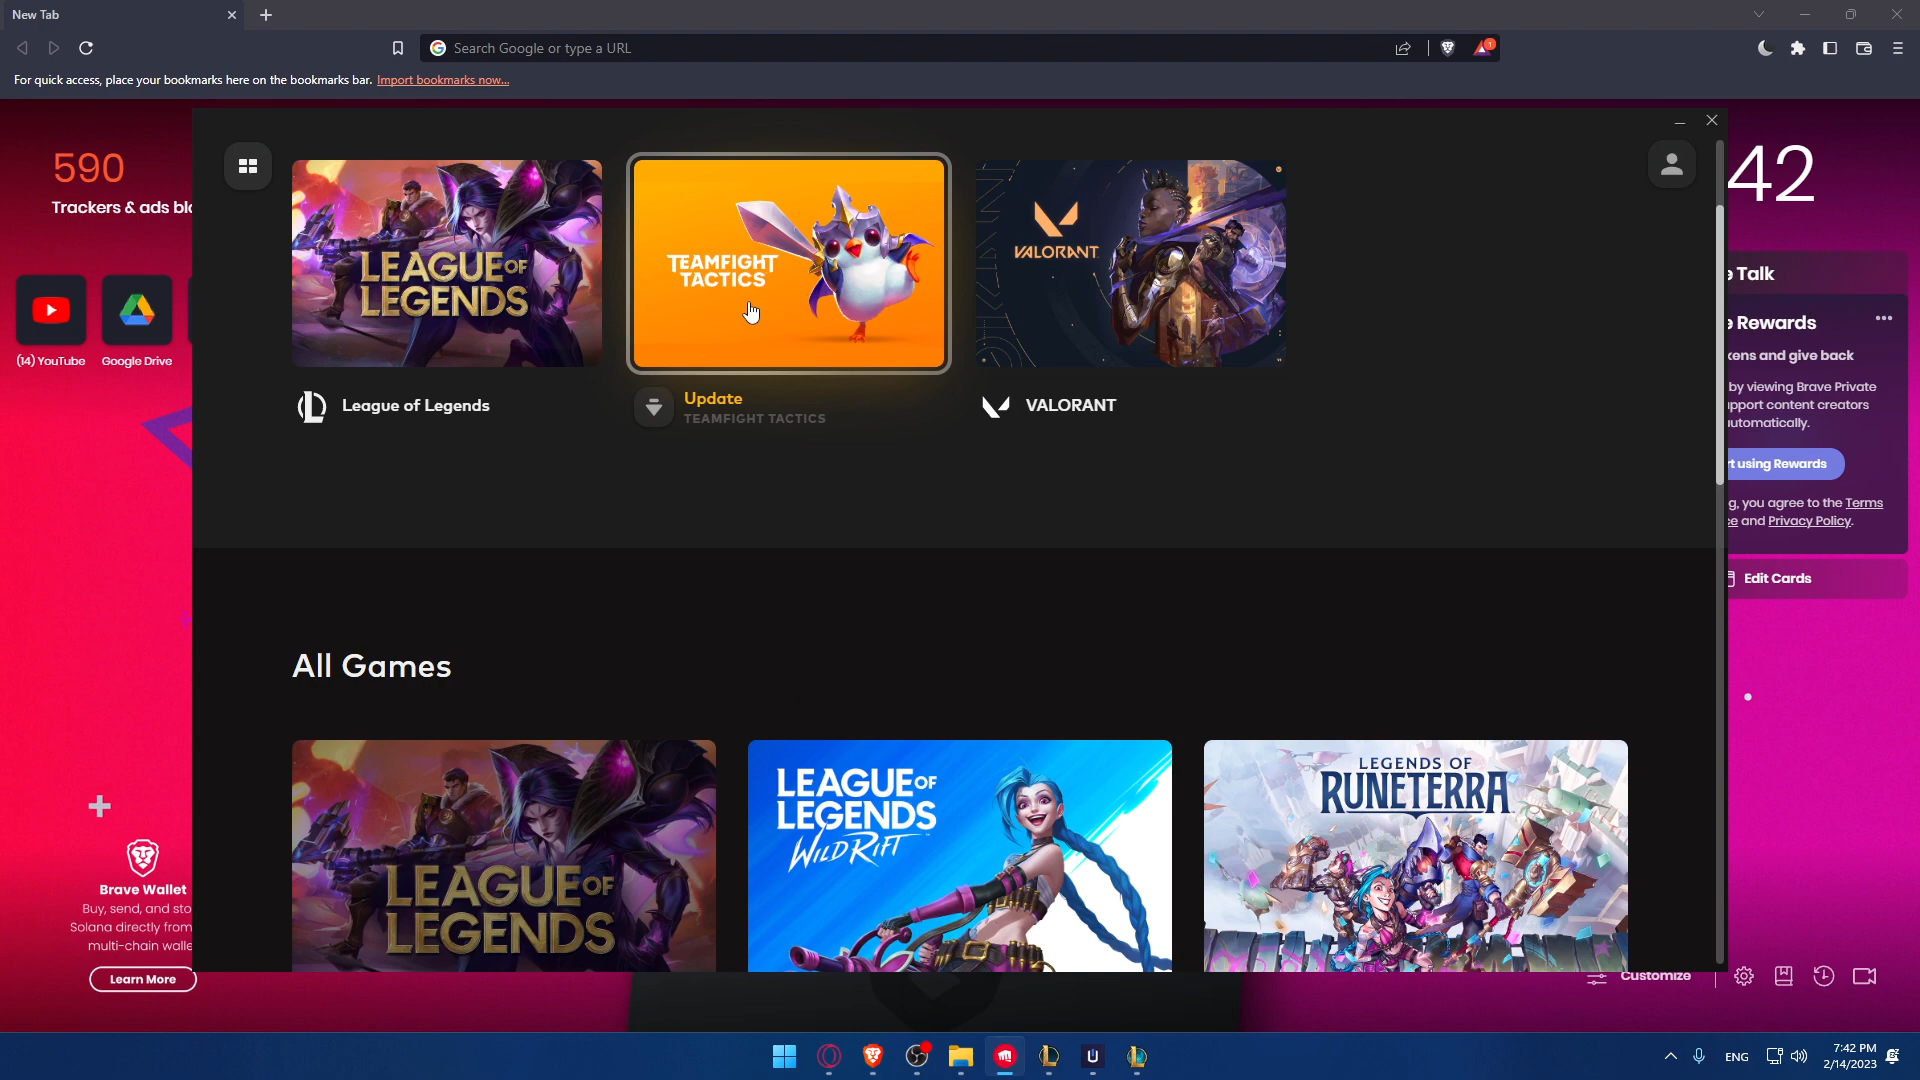 New Tab
Search Google or type a URL
1
For quick access, place your bookmarks here on the bookmarks bar. Import bookmarks now...
590
Trackers & ads blo
42
LEAGUE OF
LEGENDS
TEAMFIGHT
TACTICS
VALORANT
(14) YouTube
Google Drive
League of Legends
Update
TEAMFIGHT TACTICS
VALORANT
Talk
Rewards
kens and give back
by viewing Brave Private
pport content creators
utomatically.
rt using Rewards
g, you agree to the Terms
and Privacy Policy.
Edit Cards
All Games
LEAGUE OF
LEGENDS
LEAGUE OF
LEGENDS
WILD RIFT
LEGENDS OF
RUNETERRA
Brave Wallet
Buy, send, and sto
Solana directly from
multi-chain walle
Learn More
Customize
ENG
7:42 PM
2/14/2023